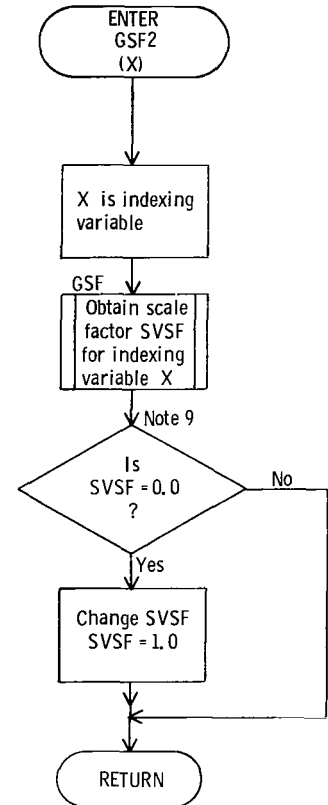 ENTER
GSF2
(X)
X is indexing
variable
GSF
Obtain scale
factor SVSF
for indexing
variable X
Note 9
Is
SVSF = 0.0
?
No
Yes
Change SVSF
SVSF = 1.0
RETURN